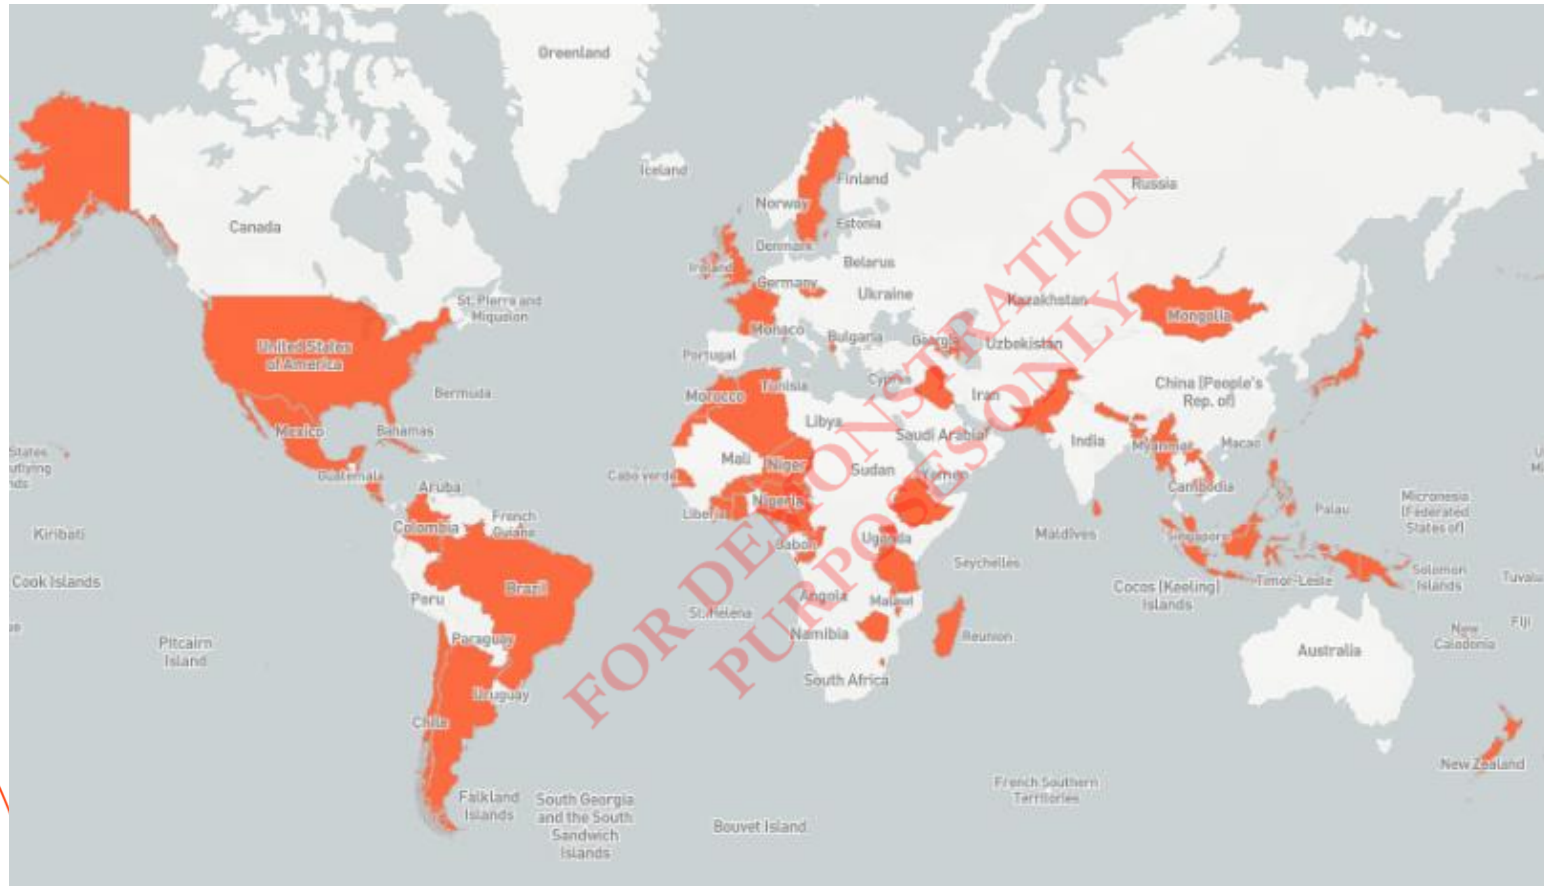 Greenland
Iceland
Finland
Russia
Norway
Canada
Estonia
Denmark
Belarus
Ireland
Germany
Ukraine
Kazakhstan
St. Pierre and
Miquelon
Mongolia
Monaco
Bulgaria
Georgia
Uzbekistan
United States
of America
Portugal
Cyprus
China (People's
Rep. of)
Tunisia
Iran
Bermuda
Morocco
Libya
Mexico
Bahamas
Saudi Arabia
India
Myanmar
Macao
States
utlying
nds
Mali
Niger
Sudan
Guatemala
Cabo verde
Yemen
Aruba
Cambodia
Nigeria
Micronesia
(Federated
States of)
Liberia
Palau
Colombia
French
Guiana
Kiribati
Maldives
Singapore
Gabon
Uganda
Seychelles
Solomon
Islands
Cook Islands
Brazil
Cocos (Keeling)
Islands
Timor-Leste
Tuvalu
Peru
Angola
Malawi
St. Helena
Fiji
New
Caledonia
Pitcairn
Island
Paraguay
Namibia
Reunion
Australia
South Africa
Uruguay
Chile
New Zealand
French Southern
Territories
Falkland
Islands
South Georgia
and the South
Sandwich
Islands
Bouvet Island
FOR DEMONSTRATION
PURPOSES ONLY